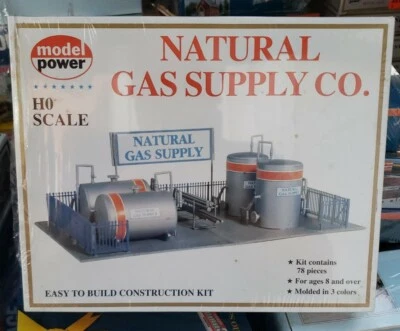 model
power
NATURAL
GAS SUPPLY CO.
HO
SCALE
NATURAL
GAS SUPPLY
★ Kit contains
78 pieces
★ For ages 8 and over
★ Molded in 3 colors
EASY TO BUILD CONSTRUCTION KIT